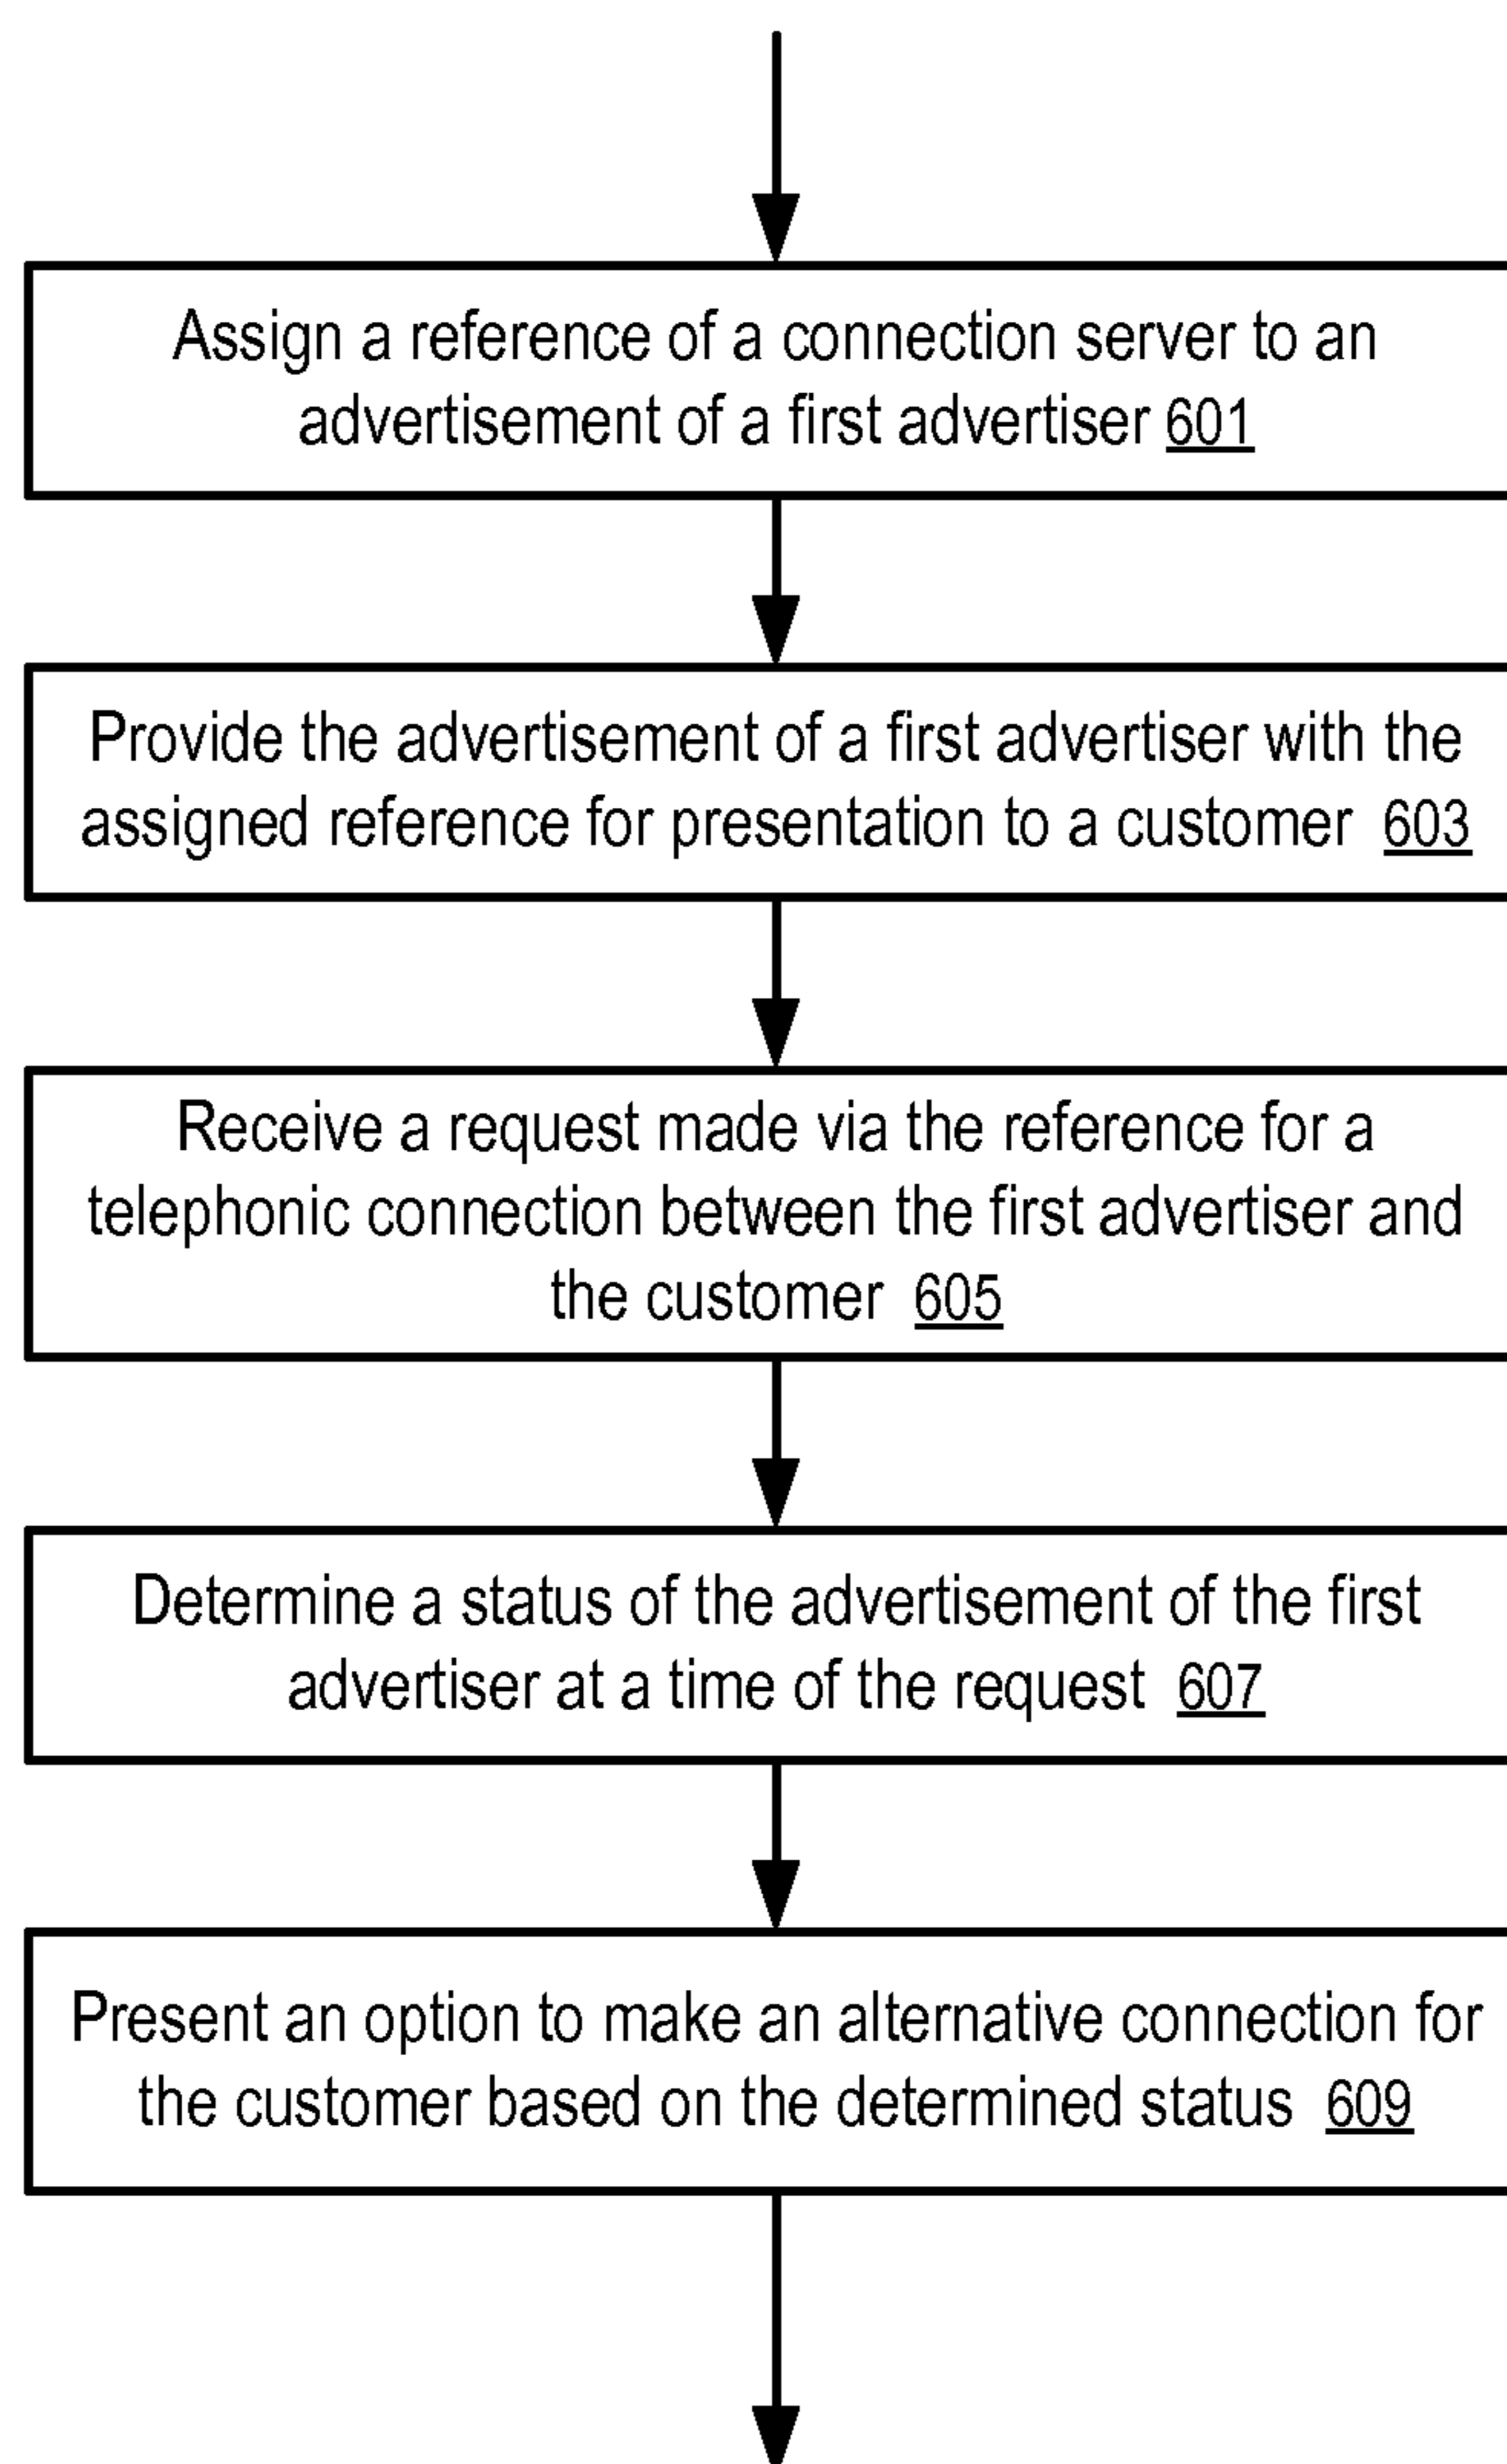 Assign a reference of a connection server to an
advertisement of a first advertiser 601
Provide the advertisement of a first advertiser with the
assigned reference for presentation to a customer 603
Receive a request made via the reference for a
telephonic connection between the first advertiser and
the customer 605
Determine a status of the advertisement of the first
advertiser at a time of the request 607
Present an option to make an alternative connection for
the customer based on the determined status 609